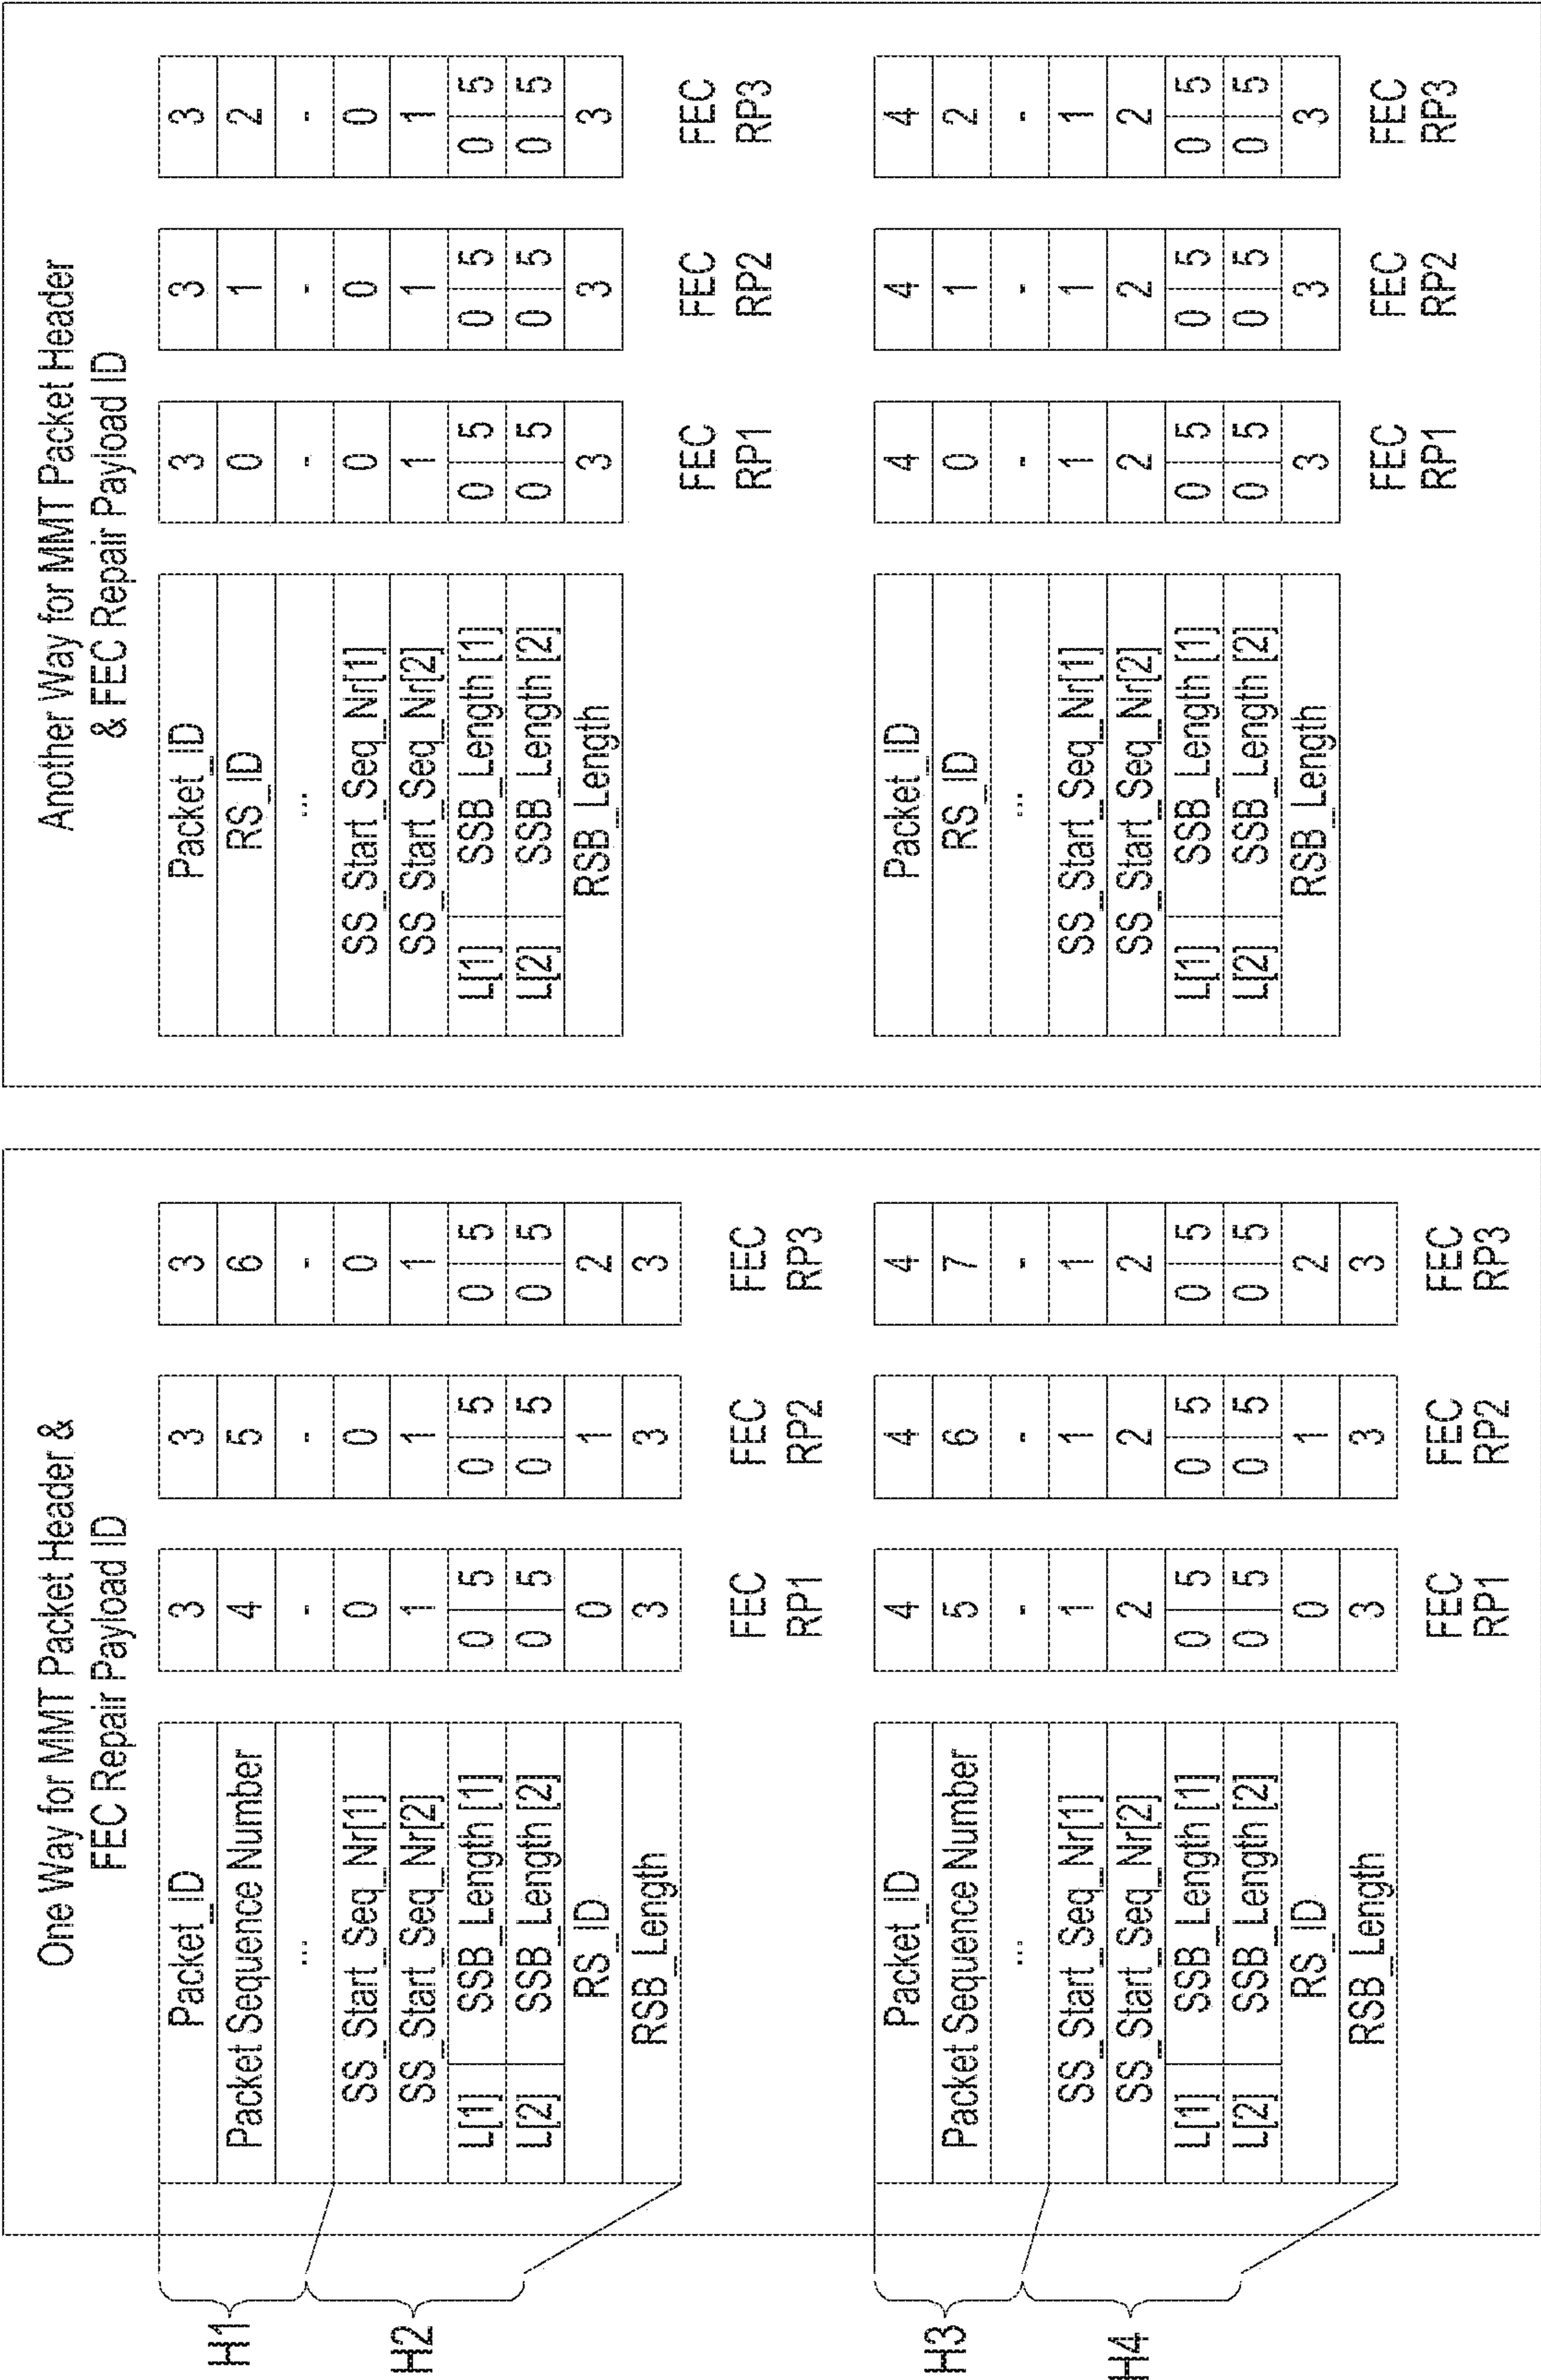 One Way for MMT Packet Header &
FEC Repair Payload ID
H1
H2
Packet_ID 3 3 3
Packet Sequence Number 4 5 6
... - - -
SS_Start_Seq_Nr[1] 0 0 0
SS_Start_Seq_Nr[2] 1 1 1
L[1] SSB_Length [1] 0 5 0 5 0 5
L[2] SSB_Length [2] 0 5 0 5 0 5
RS_ID 0 1 2
RSB_Length 3 3 3
FEC FEC FEC
RP1 RP2 RP3
H3
H4
Packet_ID 4 4 4
Packet Sequence Number 5 6 7
... - - -
SS_Start_Seq_Nr[1] 1 1 1
SS_Start_Seq_Nr[2] 2 2 2
L[1] SSB_Length [1] 0 5 0 5 0 5
L[2] SSB_Length [2] 0 5 0 5 0 5
RS_ID 0 1 2
RSB_Length 3 3 3
FEC FEC FEC
RP1 RP2 RP3
Another Way for MMT Packet Header
& FEC Repair Payload ID
Packet_ID 3 3 3
RS_ID 0 1 2
... - - -
SS_Start_Seq_Nr[1] 0 0 0
SS_Start_Seq_Nr[2] 1 1 1
L[1] SSB_Length [1] 0 5 0 5 0 5
L[2] SSB_Length [2] 0 5 0 5 0 5
RSB_Length 3 3 3
FEC FEC FEC
RP1 RP2 RP3
Packet_ID 4 4 4
RS_ID 0 1 2
... - - -
SS_Start_Seq_Nr[1] 1 1 1
SS_Start_Seq_Nr[2] 2 2 2
L[1] SSB_Length [1] 0 5 0 5 0 5
L[2] SSB_Length [2] 0 5 0 5 0 5
RSB_Length 3 3 3
FEC FEC FEC
RP1 RP2 RP3